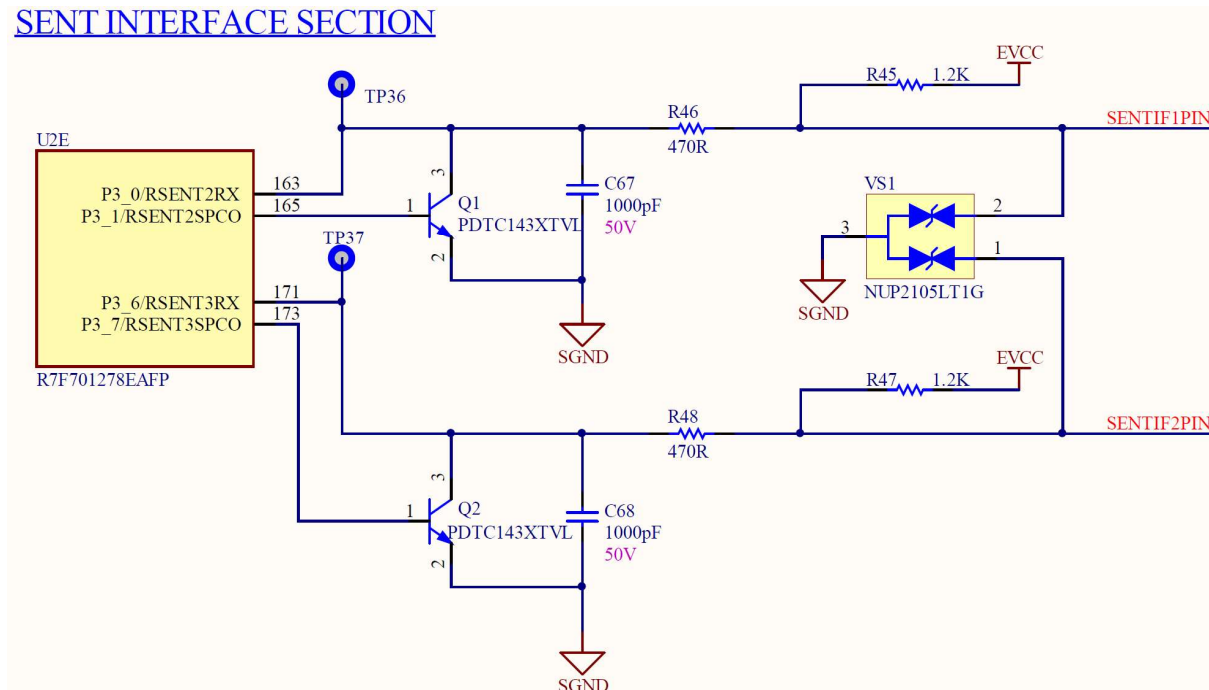 SENT INTERFACE SECTION
EVCC
R45 1.2K
TP36
R46
470R
SENTIF1PIN
U2E
P3_0/RSENT2RX 163
P3_1/RSENT2SPCO 165
3
1
Q1
PDTC143XTVL
2
C67
1000pF
50V
VS1
2
3
1
NUP2105LT1G
SGND
TP37
P3_6/RSENT3RX 171
P3_7/RSENT3SPCO 173
R7F701278EAFP
SGND
EVCC
R47 1.2K
R48
470R
SENTIF2PIN
3
1
Q2
PDTC143XTVL
2
C68
1000pF
50V
SGND